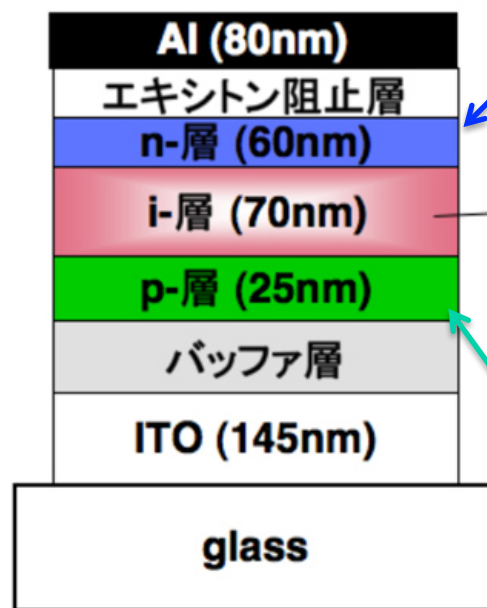 Al (80nm)
エキシトン阻止層
n-層 (60nm)
i-層 (70nm)
p-層 (25nm)
バッファ層
ITO (145nm)
glass